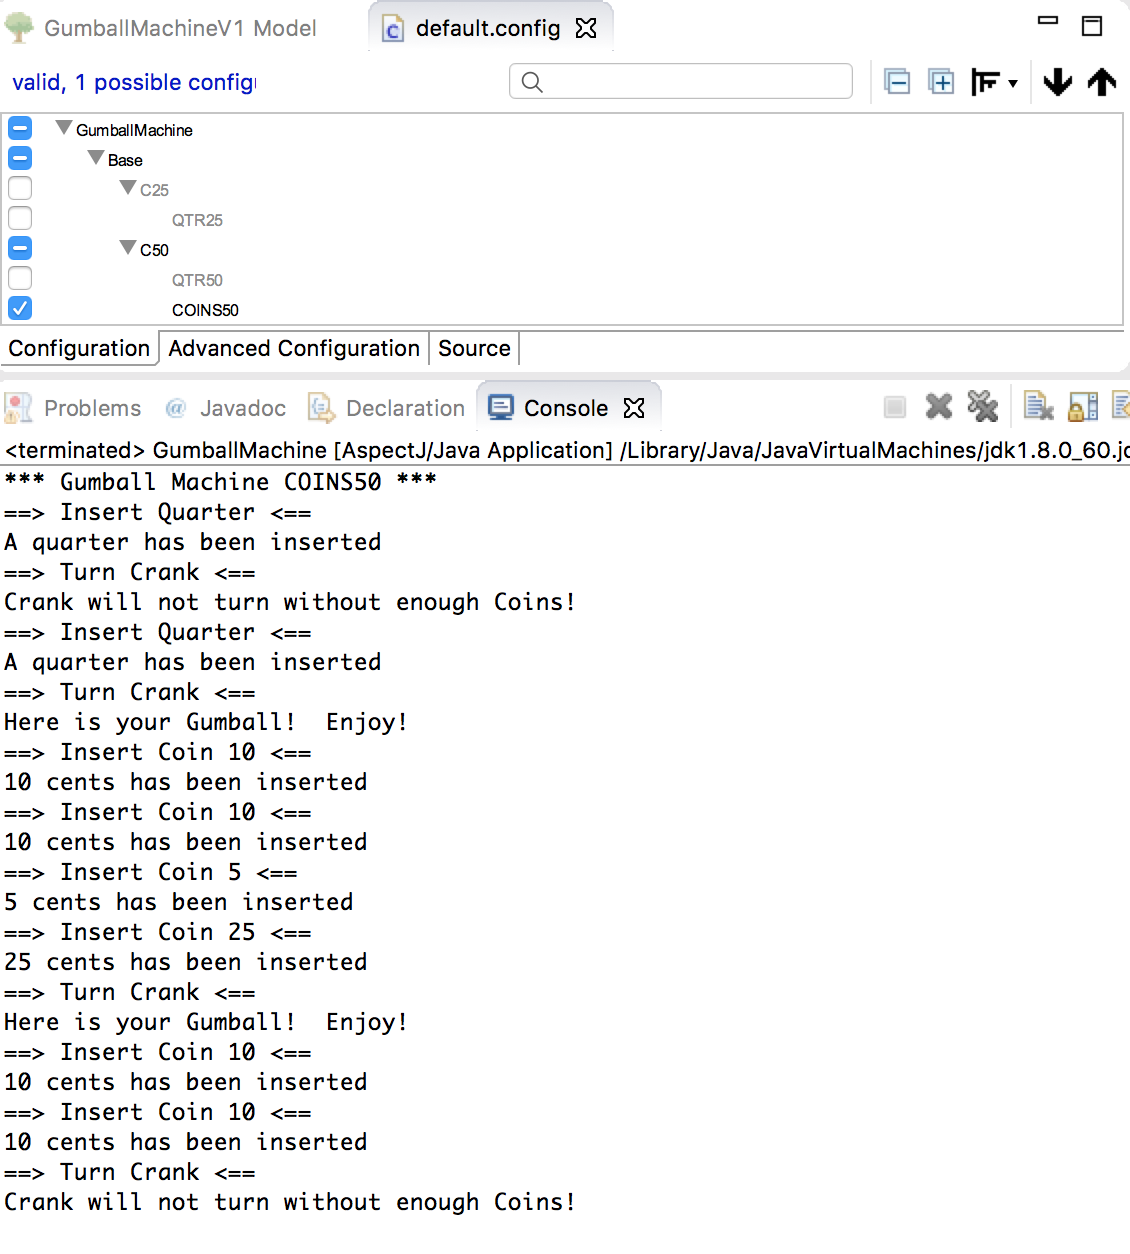 GumballMachineV1 Model default.config
valid, 1 possible config
GumballMachine
Base
C25
QTR25
C50
QTR50
COINS50
Configuration Advanced Configuration Source
Problems @ Javadoc Declaration Console
<terminated> GumballMachine [AspectJ/Java Application] /Library/Java/JavaVirtualMachines/jdk1.8.0_60.jd
*** Gumball Machine COINS50 ***
==> Insert Quarter <==
A quarter has been inserted
==> Turn Crank <==
Crank will not turn without enough Coins!
==> Insert Quarter <==
A quarter has been inserted
==> Turn Crank <==
Here is your Gumball!  Enjoy!
==> Insert Coin 10 <==
10 cents has been inserted
==> Insert Coin 10 <==
10 cents has been inserted
==> Insert Coin 5 <==
5 cents has been inserted
==> Insert Coin 25 <==
25 cents has been inserted
==> Turn Crank <==
Here is your Gumball!  Enjoy!
==> Insert Coin 10 <==
10 cents has been inserted
==> Insert Coin 10 <==
10 cents has been inserted
==> Turn Crank <==
Crank will not turn without enough Coins!